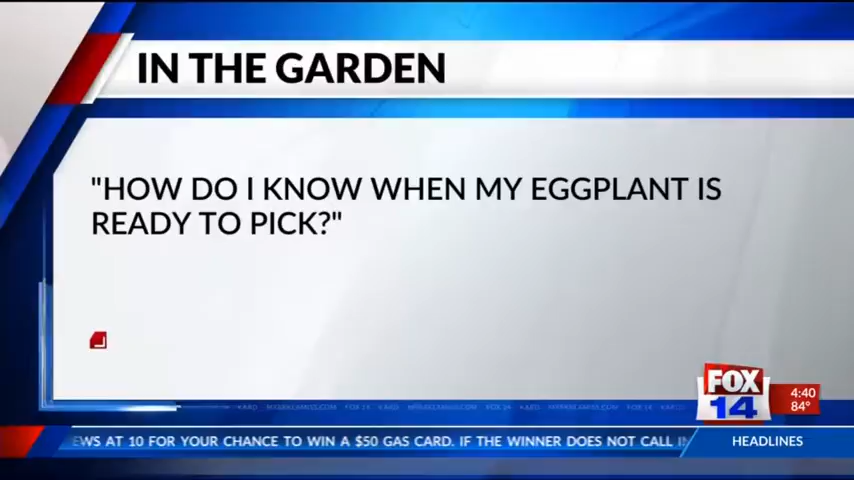 IN THE GARDEN
"HOW DO I KNOW WHEN MY EGGPLANT IS
READY TO PICK?"
FOX
14
4:40
84°
EWS AT 10 FOR YOUR CHANCE TO WIN A $50 GAS CARD. IF THE WINNER DOES NOT CALL IN
HEADLINES